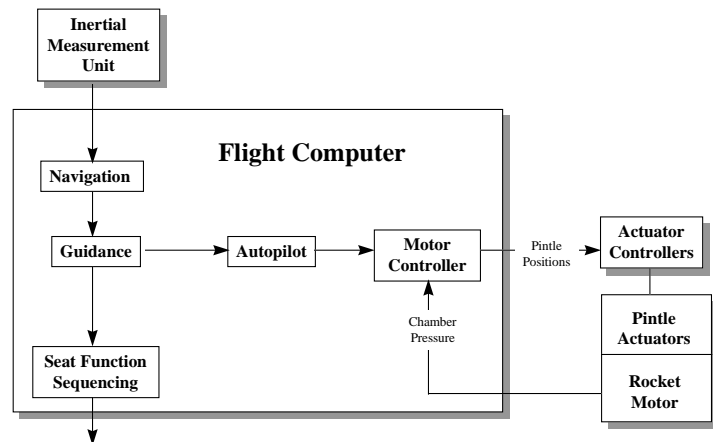 Inertial
Measurement
Unit
Flight Computer
Navigation
Guidance
Autopilot
Motor
Controller
Pintle
Positions
Actuator
Controllers
Chamber
Pressure
Pintle
Actuators
Seat Function
Sequencing
Rocket
Motor